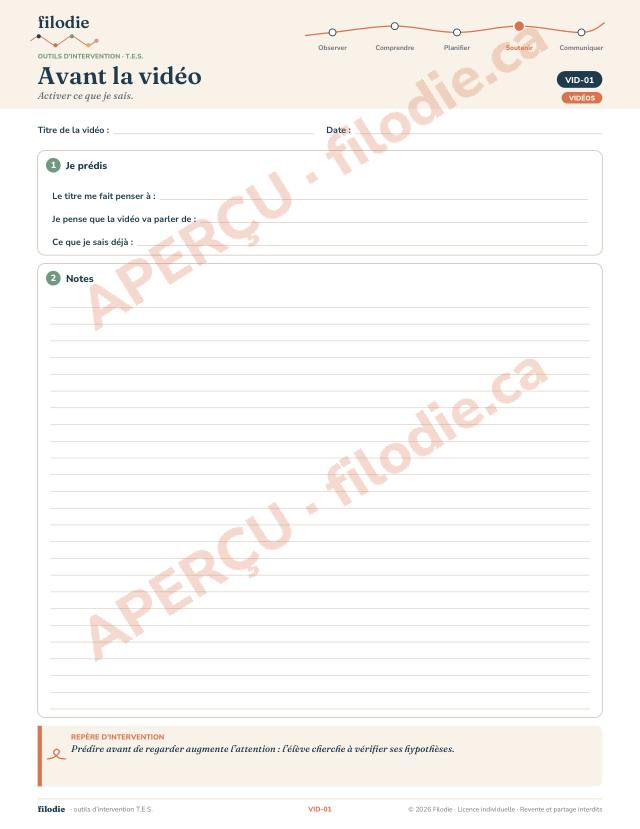 filodie
OUTILS D'INTERVENTION · T.E.S.
Avant la vidéo
Activer ce que je sais.
Observer Comprendre Planifier Soutenir Communiquer
VID-01
VIDÉOS
Titre de la vidéo : Date :
1 Je prédis
Le titre me fait penser à :
Je pense que la vidéo va parler de :
Ce que je sais déjà :
2 Notes
APERÇU · filodie.ca
APERÇU · filodie.ca
REPÈRE D'INTERVENTION
Prédire avant de regarder augmente l'attention : l'élève cherche à vérifier ses hypothèses.
filodie · outils d'intervention T.E.S. VID-01 © 2026 Filodie · Licence individuelle · Revente et partage interdits